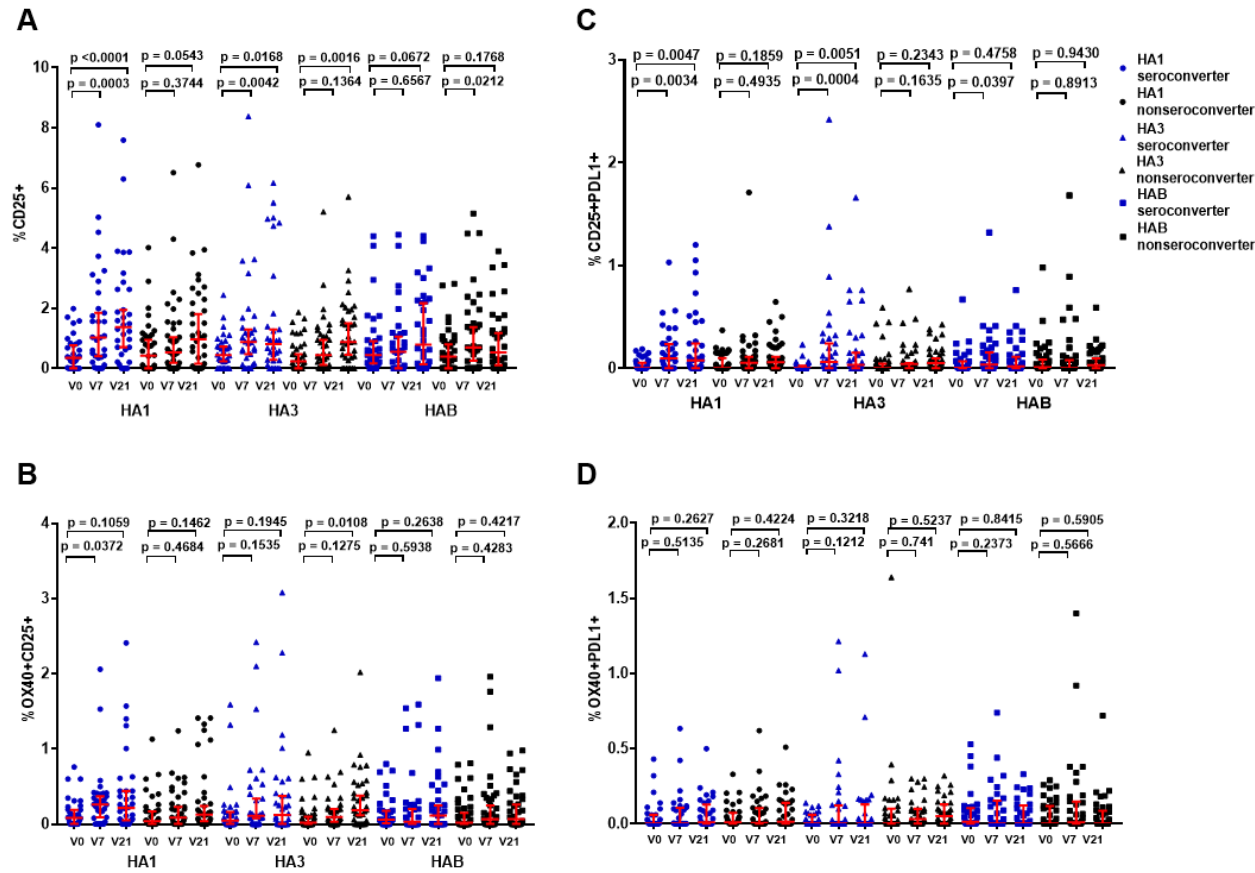 A
p <0.0001 p = 0.0543 p = 0.0168 p = 0.0016 p = 0.0672 p = 0.1768
p = 0.0003 p = 0.3744 p = 0.0042 p = 0.1364 p = 0.6567 p = 0.0212
10
8
6
4
2
0
%CD25+
V0 V7 V21 V0 V7 V21 V0 V7 V21 V0 V7 V21 V0 V7 V21 V0 V7 V21
HA1 HA3 HAB
C
p = 0.0047 p = 0.1859 p = 0.0051 p = 0.2343 p = 0.4758 p = 0.9430
p = 0.0034 p = 0.4935 p = 0.0004 p = 0.1635 p = 0.0397 p = 0.8913
3
2
1
0
% CD25+PDL1+
V0 V7 V21 V0 V7 V21 V0 V7 V21 V0 V7 V21 V0 V7 V21 V0 V7 V21
HA1 HA3 HAB
HA1
seroconverter
HA1
nonseroconverter
HA3
seroconverter
HA3
nonseroconverter
HAB
seroconverter
HAB
nonseroconverter
B
p = 0.1059 p = 0.1462 p = 0.1945 p = 0.0108 p = 0.2638 p = 0.4217
p = 0.0372 p = 0.4684 p = 0.1535 p = 0.1275 p = 0.5938 p = 0.4283
4
3
2
1
0
%OX40+CD25+
V0 V7 V21 V0 V7 V21 V0 V7 V21 V0 V7 V21 V0 V7 V21 V0 V7 V21
HA1 HA3 HAB
D
p = 0.2627 p = 0.4224 p = 0.3218 p = 0.5237 p = 0.8415 p = 0.5905
p = 0.5135 p = 0.2681 p = 0.1212 p = 0.741 p = 0.2373 p = 0.5666
2.0
1.5
1.0
0.5
0.0
%OX40+PDL1+
V0 V7 V21 V0 V7 V21 V0 V7 V21 V0 V7 V21 V0 V7 V21 V0 V7 V21